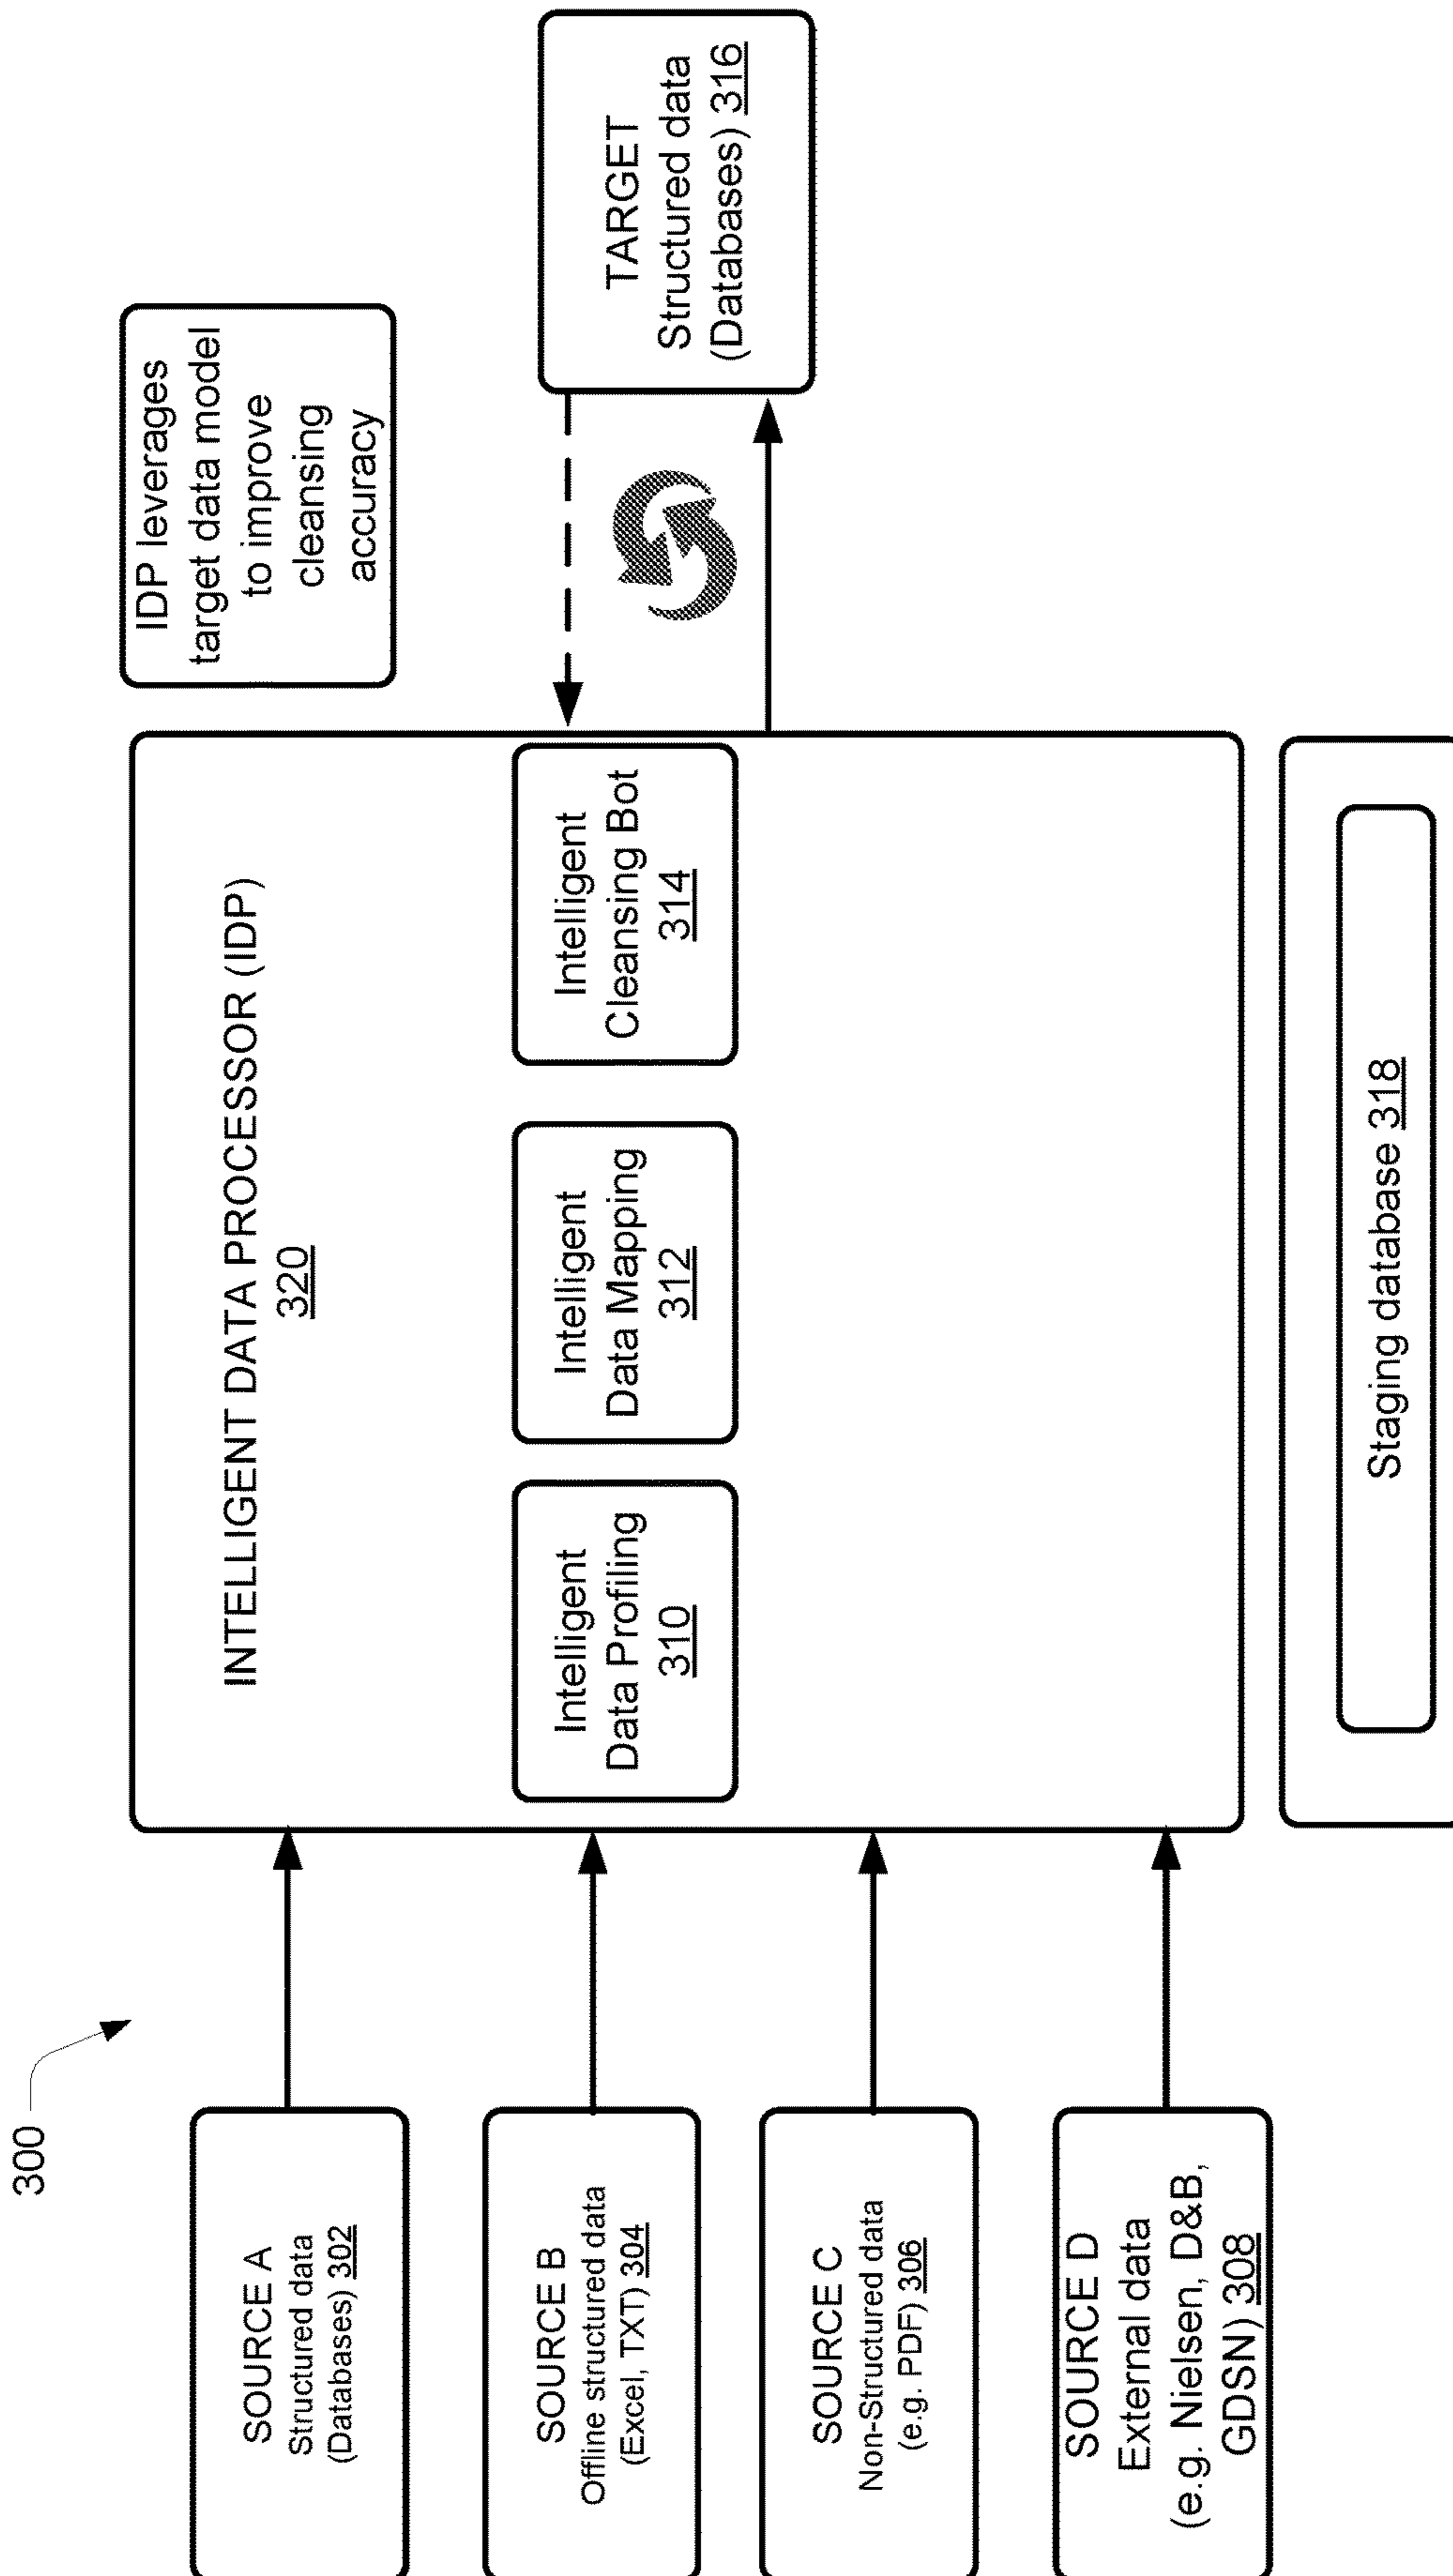 300
SOURCE A
Structured data
(Databases) 302
SOURCE B
Offline structured data
(Excel, TXT) 304
SOURCE C
Non-Structured data
(e.g. PDF) 306
SOURCE D
External data
(e.g. Nielsen, D&B,
GDSN) 308
INTELLIGENT DATA PROCESSOR (IDP)
320
Intelligent
Data Profiling
310
Intelligent
Data Mapping
312
Intelligent
Cleansing Bot
314
Staging database 318
IDP leverages
target data model
to improve
cleansing
accuracy
TARGET
Structured data
(Databases) 316